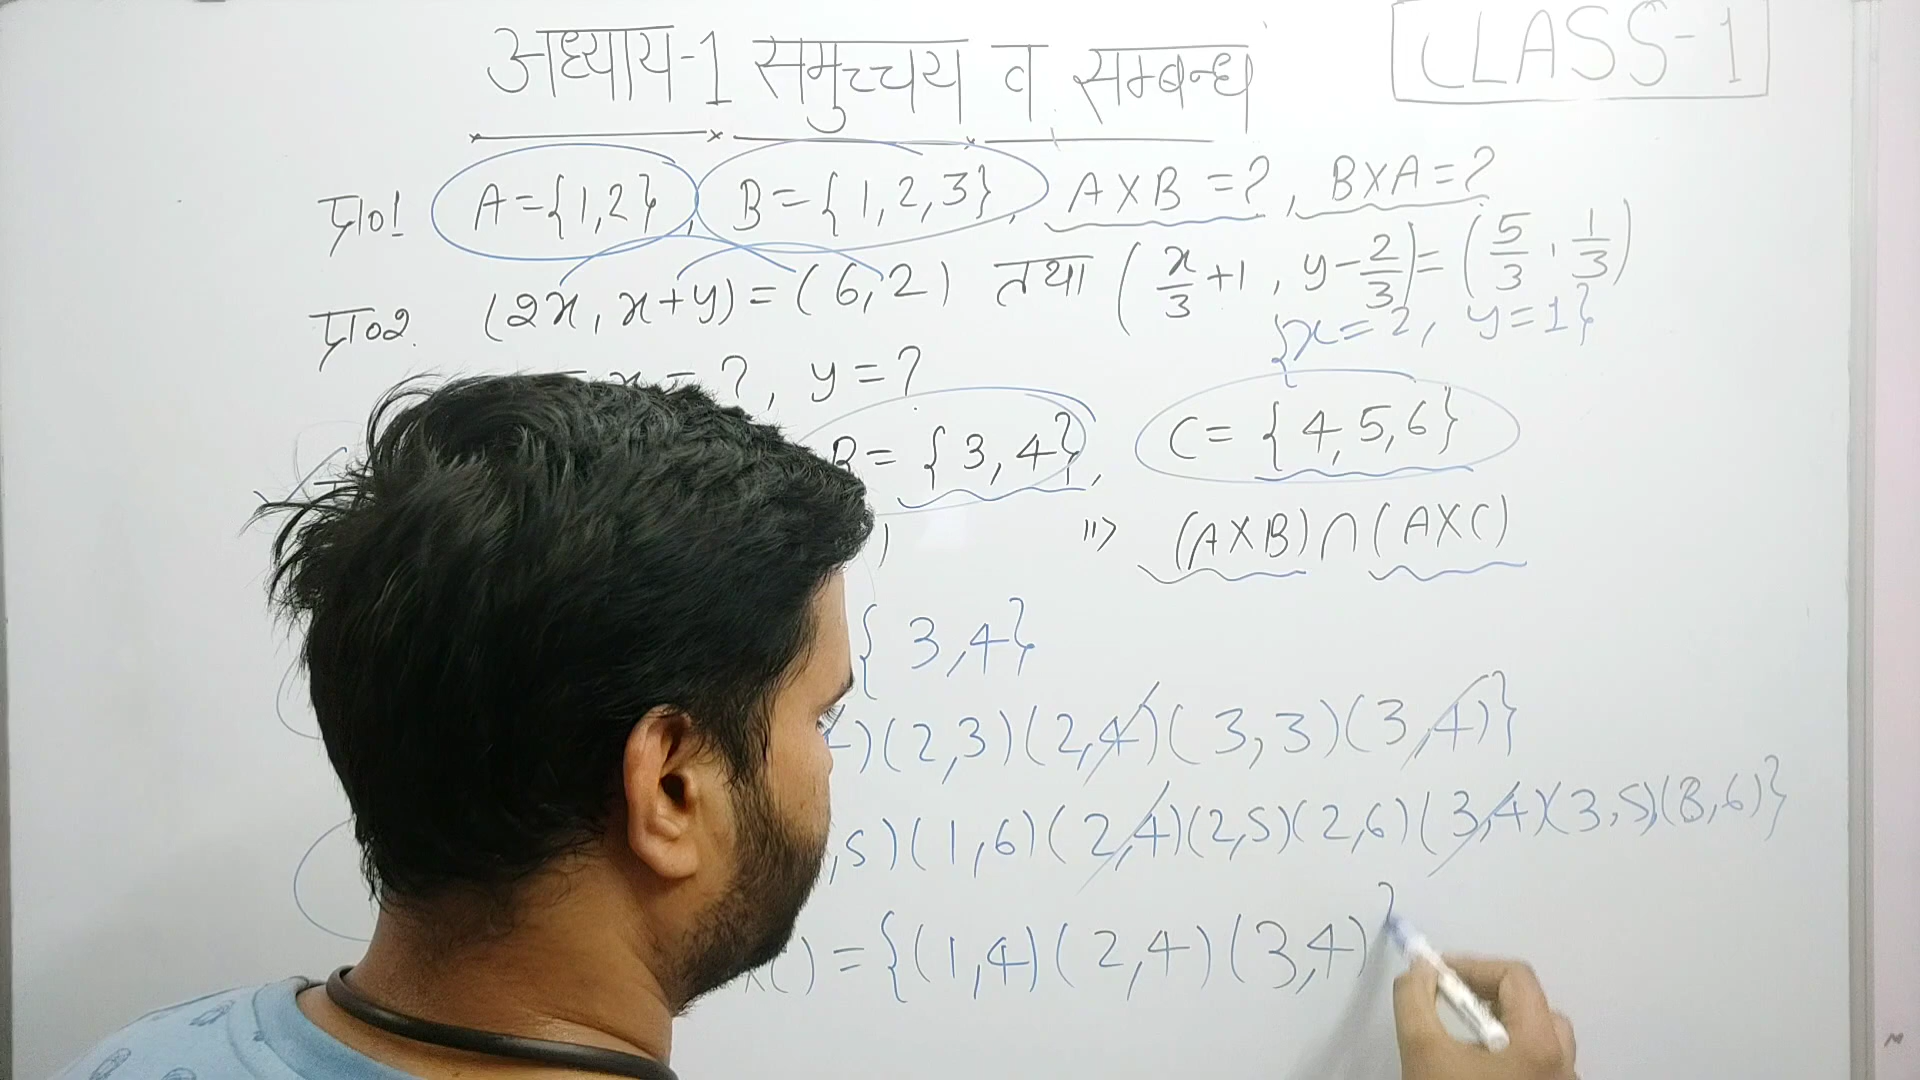 अध्याय-1 समुच्चय व सम्बन्ध
CLASS-1
प्र01 A={1,2}, B={1,2,3}, A×B=?, B×A=?
प्र02. (2x, x+y)=(6,2) तथा (x/3+1, y-2/3)=(5/3, 1/3)
{x=2, y=1}
x=?, y=?
B={3,4}, C={4,5,6}
) ii) (A×B)∩(A×C)
{3,4}
)(2,3)(2,4)(3,3)(3,4)}
,5)(1,6)(2,4)(2,5)(2,6)(3,4)(3,5)(3,6)}
×C)={(1,4)(2,4)(3,4)}